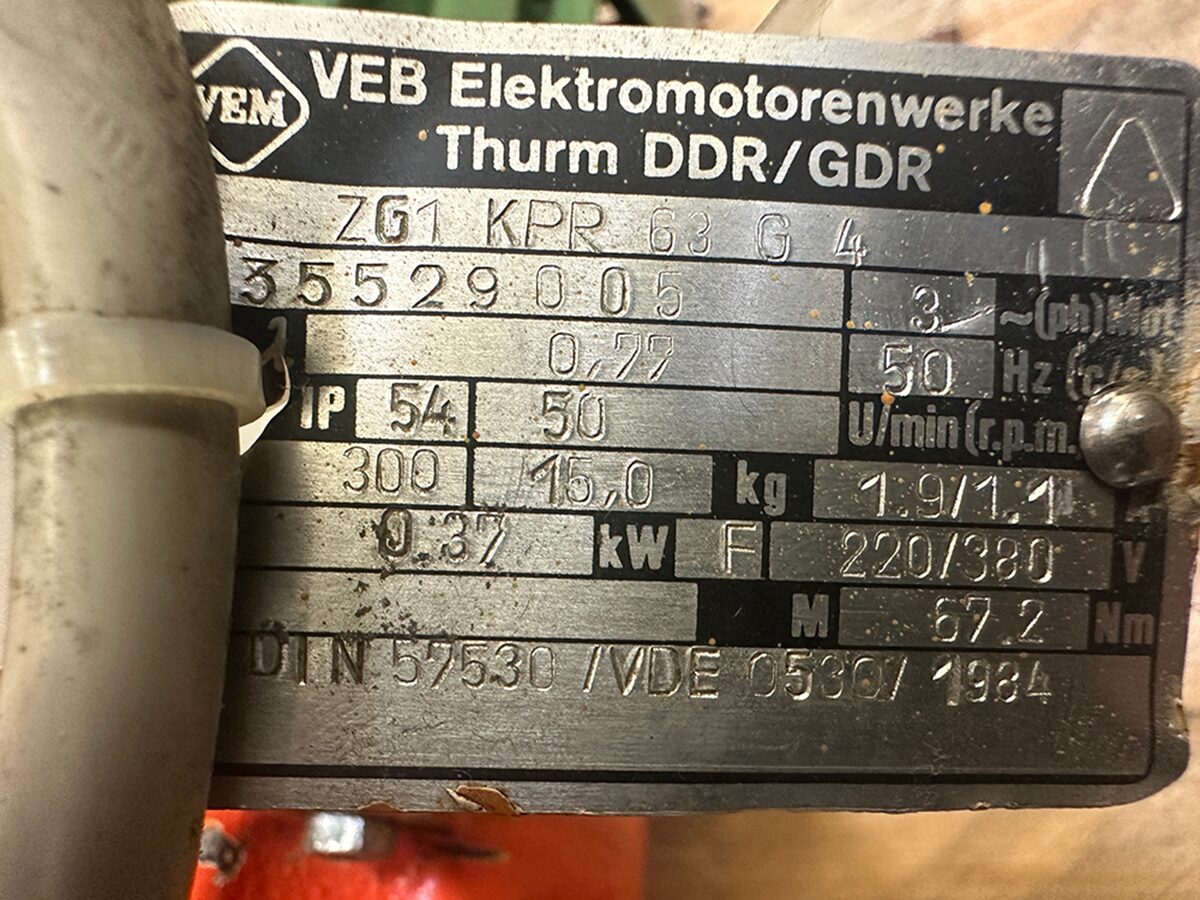 VEM
VEB Elektromotorenwerke
Thurm DDR/GDR
ZG1 KPR 63 G 4
35529005 3 ~(ph)Mot
λ 0,77 50 Hz (c/s)
IP 54 50 U/min(r.p.m.
300 15,0 kg 1.9/1.1
0.37 kW F 220/380 V
M 67.2 Nm
DIN 57530 /VDE 0530/ 1984